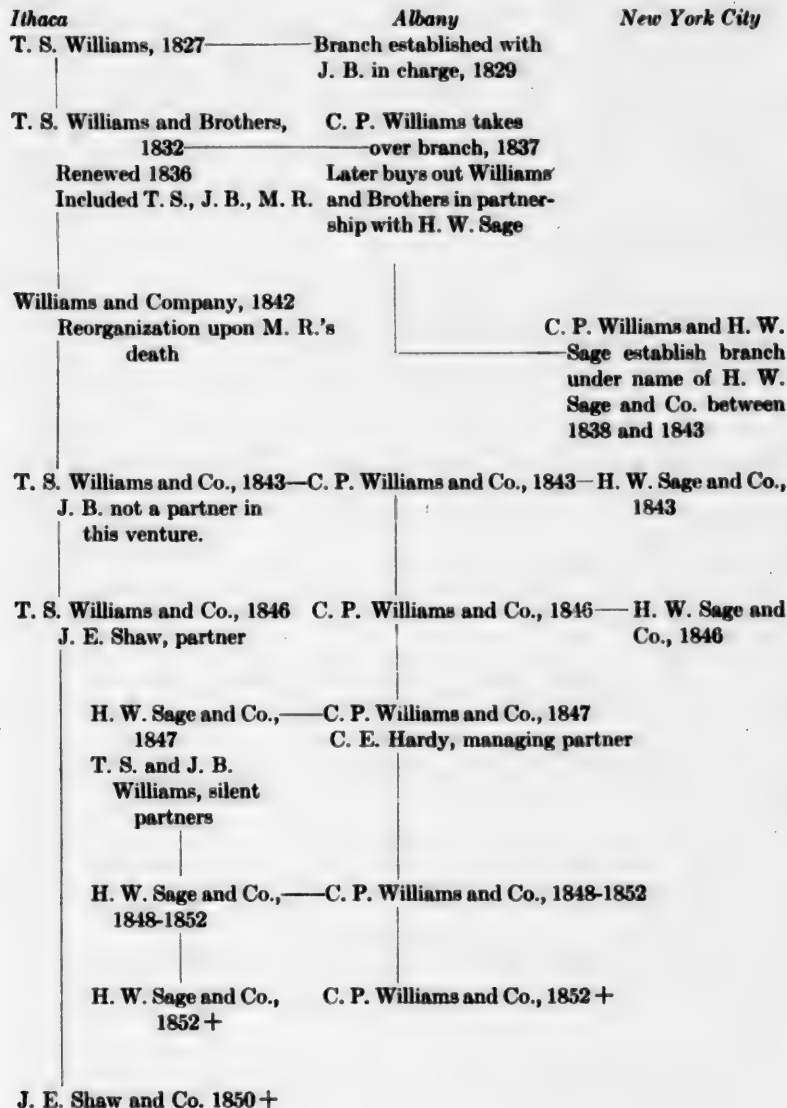 Ithaca Albany New York City
T. S. Williams, 1827 Branch established with
J. B. in charge, 1829
T. S. Williams and Brothers, C. P. Williams takes
1832 over branch, 1837
Renewed 1836 Later buys out Williams
Included T. S., J. B., M. R. and Brothers in partner-
ship with H. W. Sage
Williams and Company, 1842
Reorganization upon M. R.'s C. P. Williams and H. W.
death Sage establish branch
under name of H. W.
Sage and Co. between
1838 and 1843
T. S. Williams and Co., 1843—C. P. Williams and Co., 1843—H. W. Sage and Co.,
J. B. not a partner in 1843
this venture.
T. S. Williams and Co., 1846 C. P. Williams and Co., 1846—H. W. Sage and
J. E. Shaw, partner Co., 1846
H. W. Sage and Co.,—C. P. Williams and Co., 1847
1847 C. E. Hardy, managing partner
T. S. and J. B.
Williams, silent
partners
H. W. Sage and Co.,—C. P. Williams and Co., 1848-1852
1848-1852
H. W. Sage and Co., C. P. Williams and Co., 1852+
1852+
J. E. Shaw and Co. 1850+